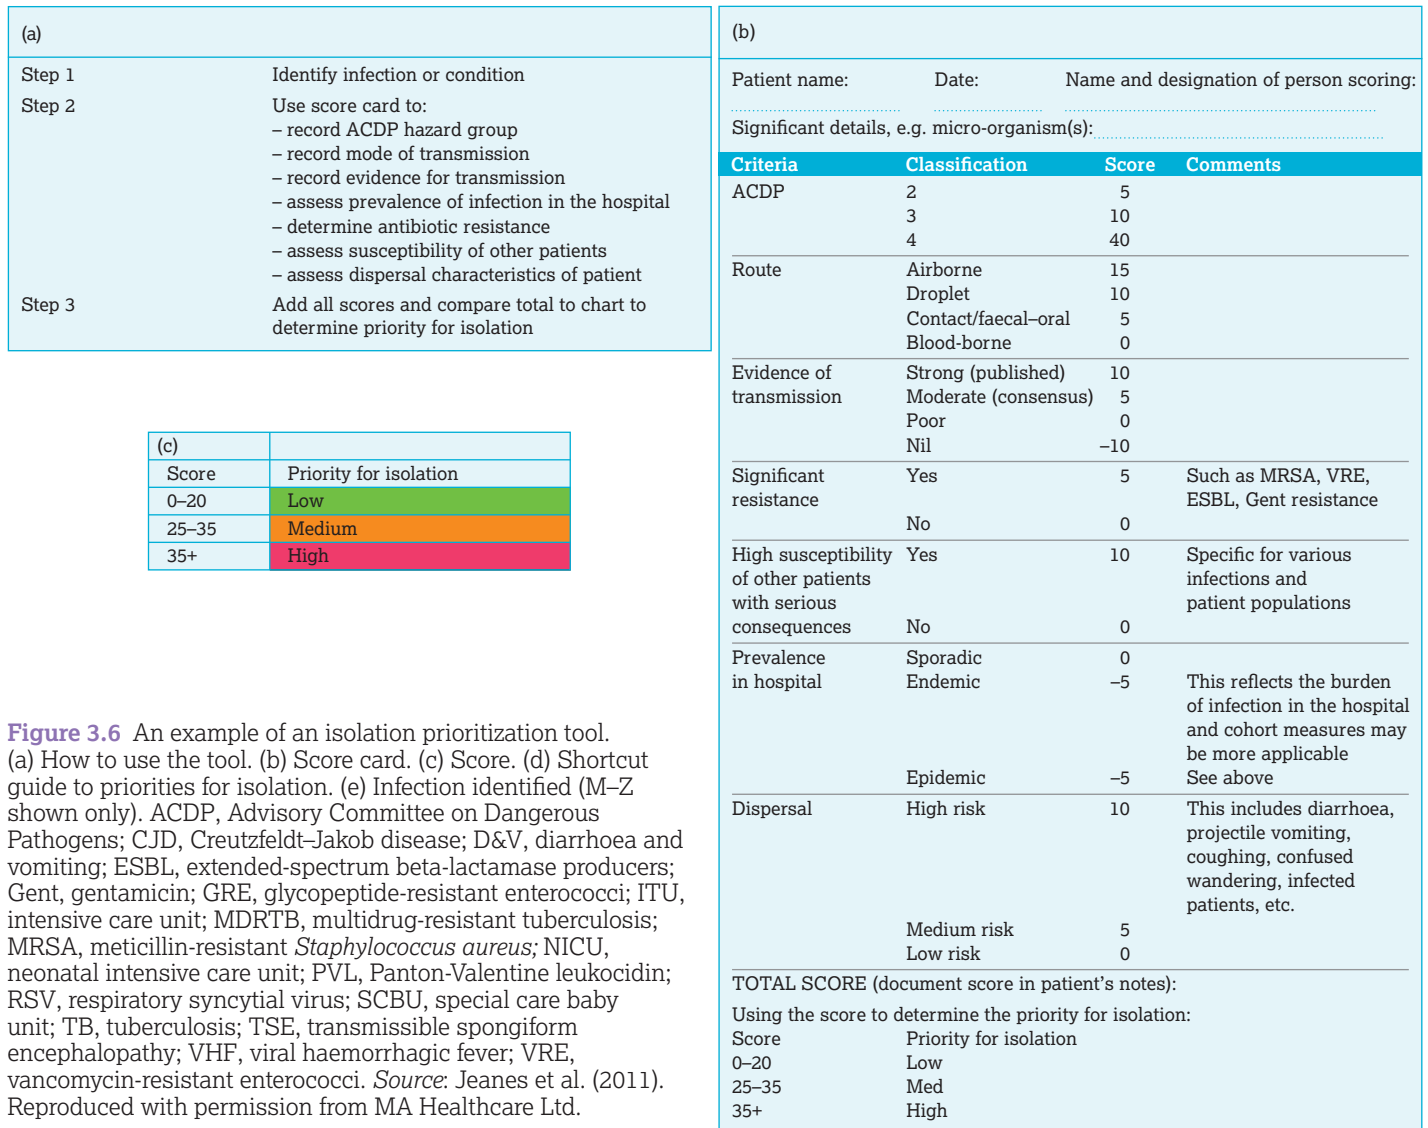 (a)
Step 1 Identify infection or condition
Step 2 Use score card to:
– record ACDP hazard group
– record mode of transmission
– record evidence for transmission
– assess prevalence of infection in the hospital
– determine antibiotic resistance
– assess susceptibility of other patients
– assess dispersal characteristics of patient
Step 3 Add all scores and compare total to chart to
determine priority for isolation
(c)
Score Priority for isolation
0–20 Low
25–35 Medium
35+ High
Figure 3.6 An example of an isolation prioritization tool.
(a) How to use the tool. (b) Score card. (c) Score. (d) Shortcut
guide to priorities for isolation. (e) Infection identified (M–Z
shown only). ACDP, Advisory Committee on Dangerous
Pathogens; CJD, Creutzfeldt–Jakob disease; D&V, diarrhoea and
vomiting; ESBL, extended-spectrum beta-lactamase producers;
Gent, gentamicin; GRE, glycopeptide-resistant enterococci; ITU,
intensive care unit; MDRTB, multidrug-resistant tuberculosis;
MRSA, meticillin-resistant Staphylococcus aureus; NICU,
neonatal intensive care unit; PVL, Panton-Valentine leukocidin;
RSV, respiratory syncytial virus; SCBU, special care baby
unit; TB, tuberculosis; TSE, transmissible spongiform
encephalopathy; VHF, viral haemorrhagic fever; VRE,
vancomycin-resistant enterococci. Source: Jeanes et al. (2011).
Reproduced with permission from MA Healthcare Ltd.
(b)
Patient name: Date: Name and designation of person scoring:
Significant details, e.g. micro-organism(s):
Criteria Classification Score Comments
ACDP 2 5
3 10
4 40
Route Airborne 15
Droplet 10
Contact/faecal–oral 5
Blood-borne 0
Evidence of Strong (published) 10
transmission Moderate (consensus) 5
Poor 0
Nil –10
Significant Yes 5 Such as MRSA, VRE,
resistance ESBL, Gent resistance
No 0
High susceptibility Yes 10 Specific for various
of other patients infections and
with serious patient populations
consequences No 0
Prevalence Sporadic 0
in hospital Endemic –5 This reflects the burden
of infection in the hospital
and cohort measures may
be more applicable
Epidemic –5 See above
Dispersal High risk 10 This includes diarrhoea,
projectile vomiting,
coughing, confused
wandering, infected
patients, etc.
Medium risk 5
Low risk 0
TOTAL SCORE (document score in patient's notes):
Using the score to determine the priority for isolation:
Score Priority for isolation
0–20 Low
25–35 Med
35+ High